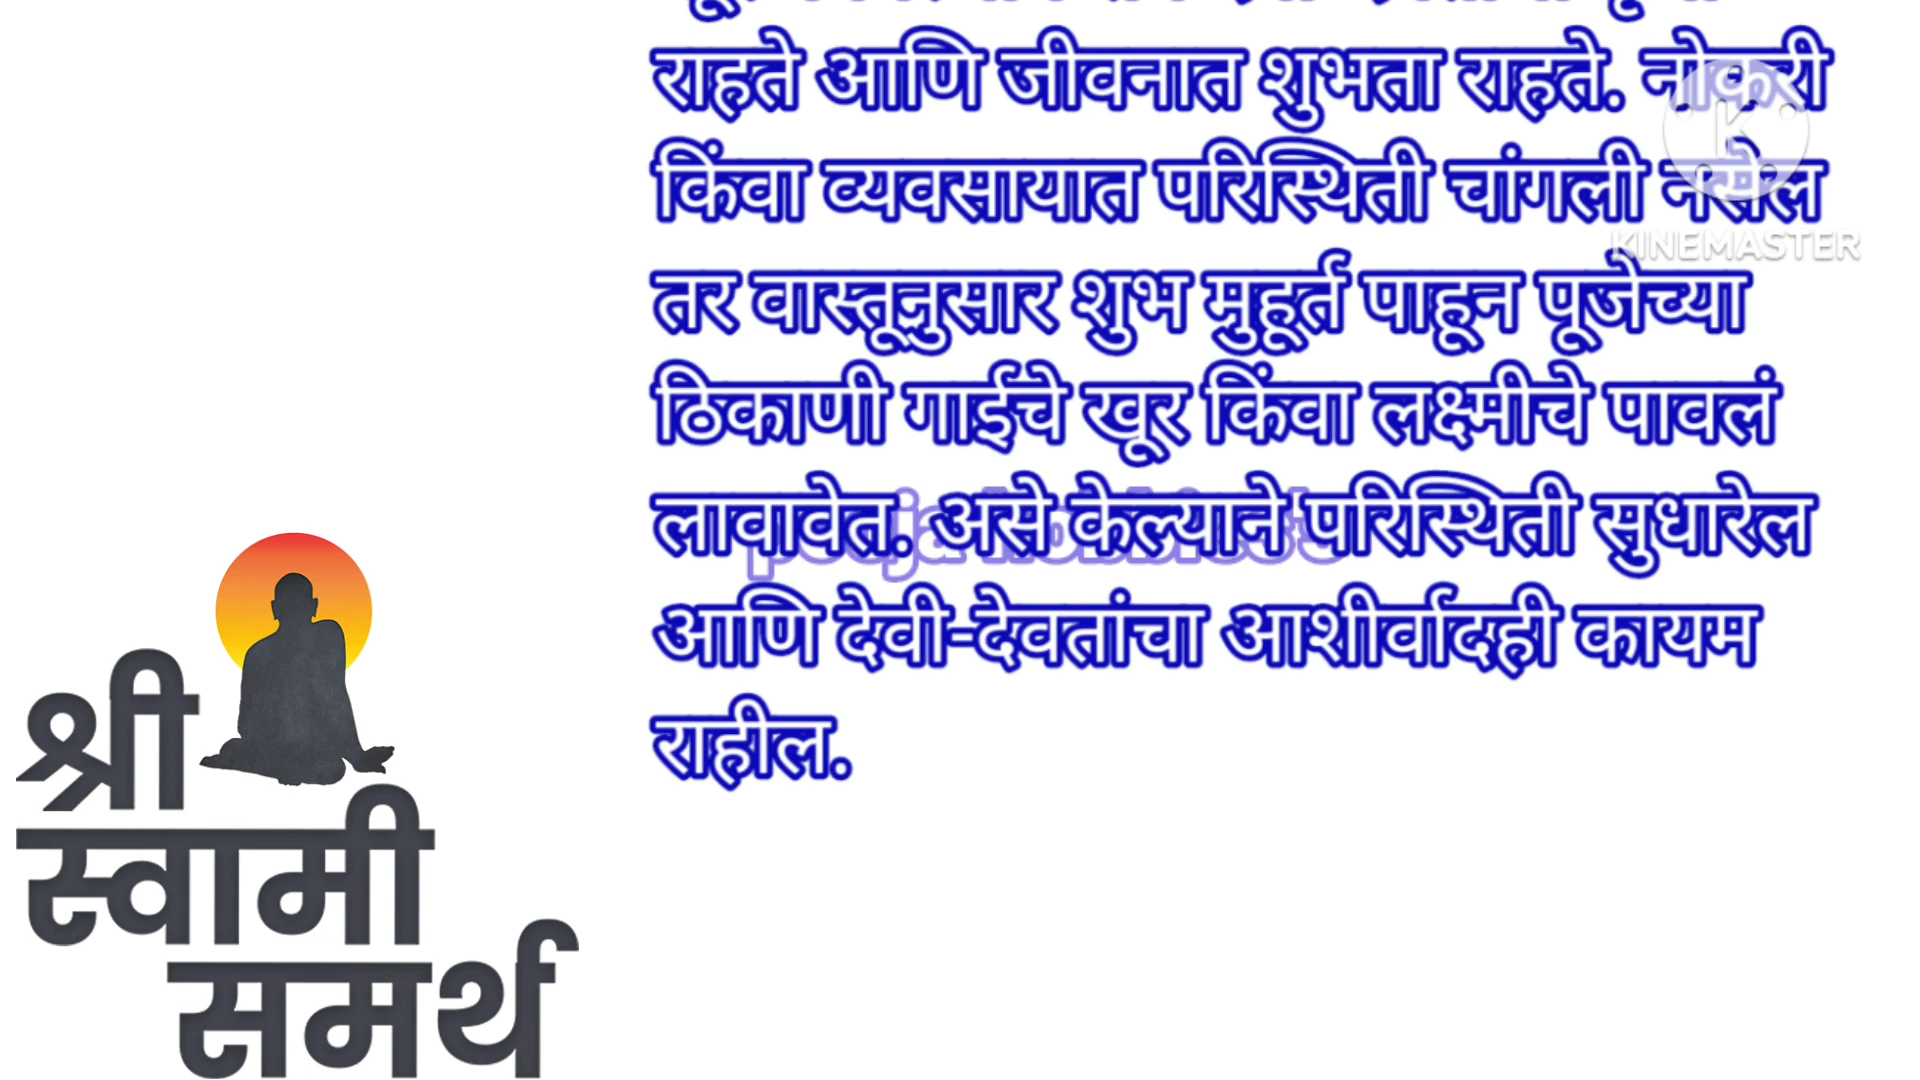 राहते आणि जीवनात शुभता राहते. नोकरी
किंवा व्यवसायात परिस्थिती चांगली नसेल
तर वास्तूनुसार शुभ मुहूर्त पाहून पूजेच्या
ठिकाणी गाईचे खूर किंवा लक्ष्मीचे पावलं
लावावेत. असे केल्याने परिस्थिती सुधारेल
आणि देवी-देवतांचा आशीर्वादही कायम
राहील.
K
KINEMASTER
श्री
स्वामी
समर्थ